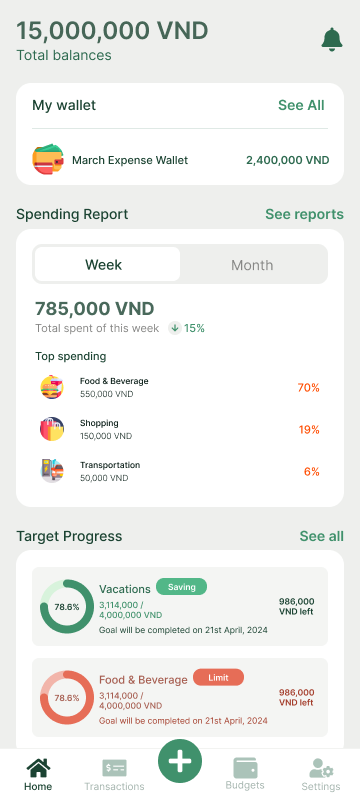 15,000,000 VND
Total balances
My wallet
See All
March Expense Wallet
2,400,000 VND
Spending Report
See reports
Week
Month
785,000 VND
Total spent of this week
15%
Top spending
Food & Beverage
550,000 VND
70%
Shopping
150,000 VND
19%
Transportation
50,000 VND
6%
Target Progress
See all
78.6%
Vacations
Saving
3,114,000 /
4,000,000 VND
986,000
VND left
Goal will be completed on 21st April, 2024
78.6%
Food & Beverage
Limit
3,114,000 /
4,000,000 VND
986,000
VND left
Goal will be completed on 21st April, 2024
Home
Transactions
Budgets
Settings